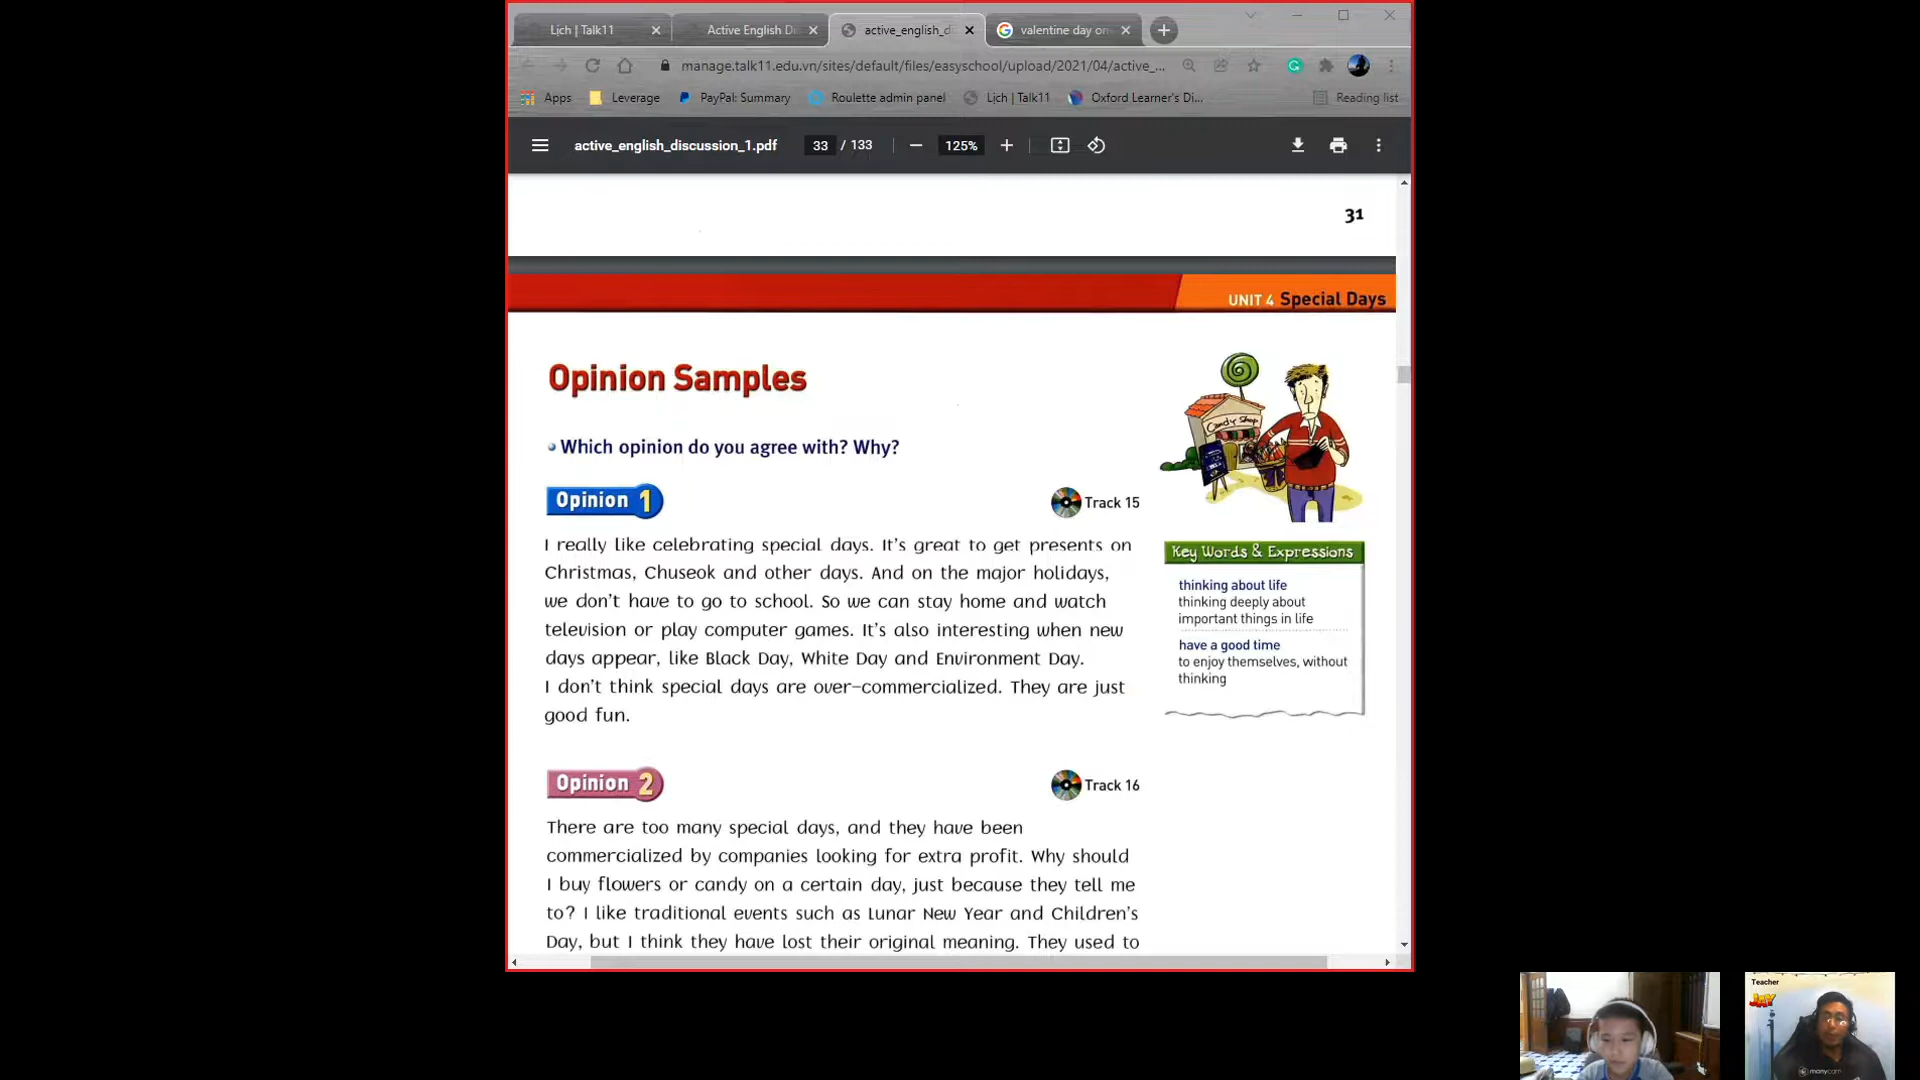 Lịch | Talk11
Active English Di
active_english_di
valentine day on
manage.talk11.edu.vn/sites/default/files/easyschool/upload/2021/04/active_...
Apps
Leverage
PayPal: Summary
Roulette admin panel
Lịch | Talk11
Oxford Learner's Di...
Reading list
active_english_discussion_1.pdf
33 / 133
125%
31
UNIT 4 Special Days
Opinion Samples
Candy Shop
Which opinion do you agree with? Why?
Opinion 1
Track 15
I really like celebrating special days. It's great to get presents on
Christmas, Chuseok and other days. And on the major holidays,
we don't have to go to school. So we can stay home and watch
television or play computer games. It's also interesting when new
days appear, like Black Day, White Day and Environment Day.
I don't think special days are over-commercialized. They are just
good fun.
Key Words & Expressions
thinking about life
thinking deeply about
important things in life
have a good time
to enjoy themselves, without
thinking
Opinion 2
Track 16
There are too many special days, and they have been
commercialized by companies looking for extra profit. Why should
I buy flowers or candy on a certain day, just because they tell me
to? I like traditional events such as Lunar New Year and Children's
Day, but I think they have lost their original meaning. They used to
Teacher
JAY
manycam